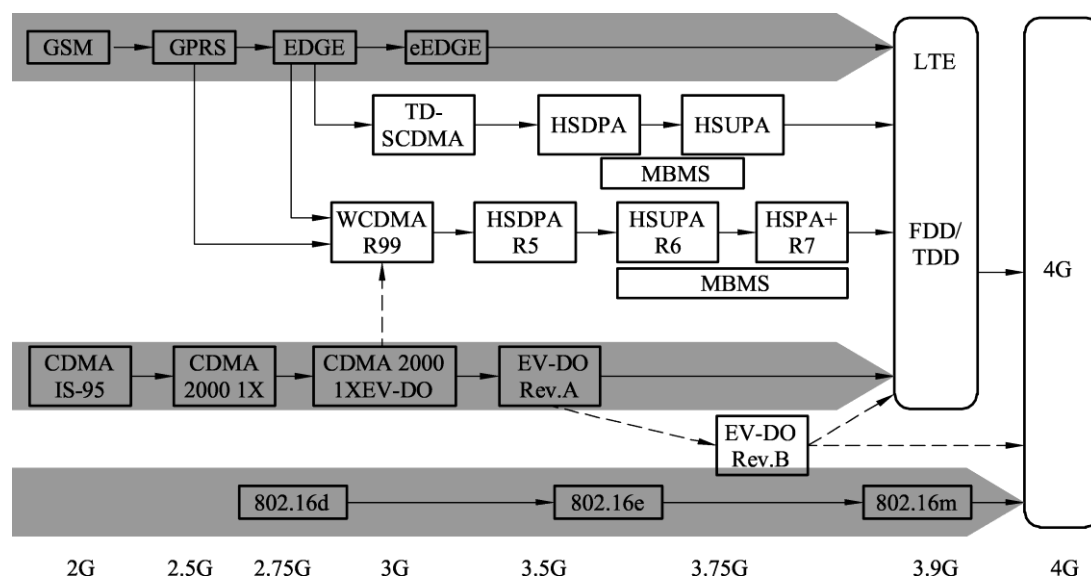 GSM
GPRS
EDGE
eEDGE
LTE
TD-
SCDMA
HSDPA
HSUPA
MBMS
WCDMA
R99
HSDPA
R5
HSUPA
R6
HSPA+
R7
FDD/
TDD
MBMS
4G
CDMA
IS-95
CDMA
2000 1X
CDMA 2000
1XEV-DO
EV-DO
Rev.A
EV-DO
Rev.B
802.16d
802.16e
802.16m
2G
2.5G
2.75G
3G
3.5G
3.75G
3.9G
4G